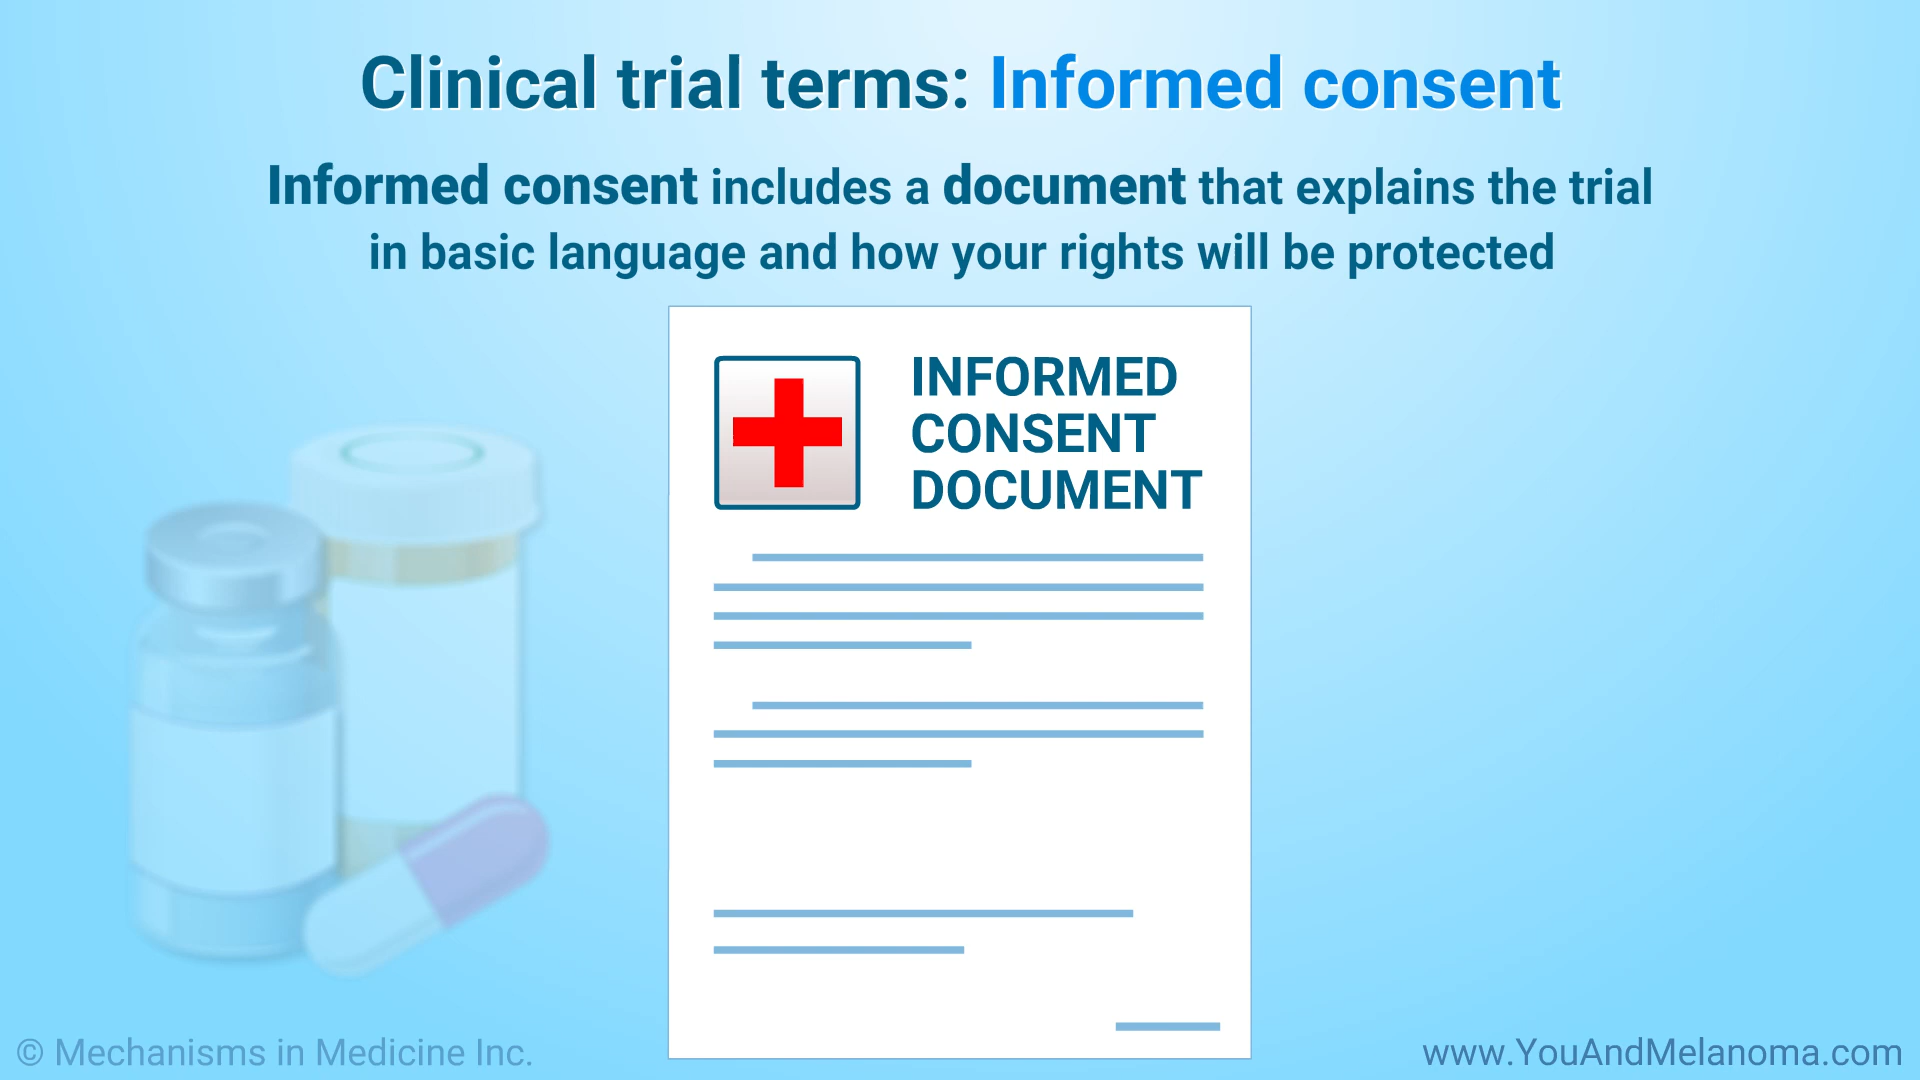 Clinical trial terms: Informed consent
Informed consent includes a document that explains the trial
in basic language and how your rights will be protected
INFORMED
CONSENT
DOCUMENT
© Mechanisms in Medicine Inc.
www.YouAndMelanoma.com